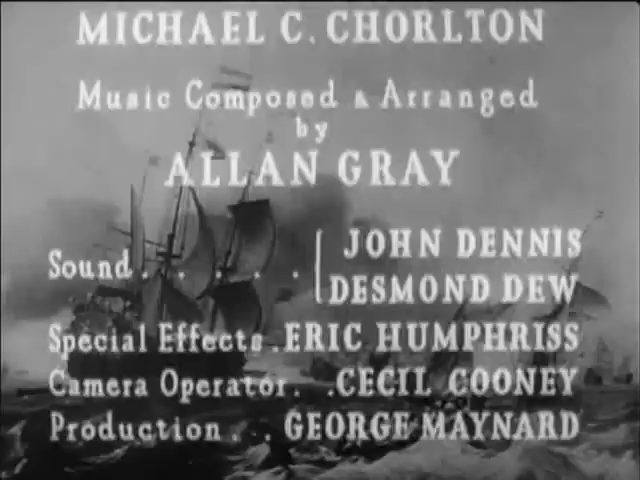 MICHAEL C. CHORLTON
Music Composed & Arranged
by
ALLAN GRAY
Sound . . . . . JOHN DENNIS
DESMOND DEW
Special Effects . ERIC HUMPHRISS
Camera Operator . . CECIL COONEY
Production . . . GEORGE MAYNARD